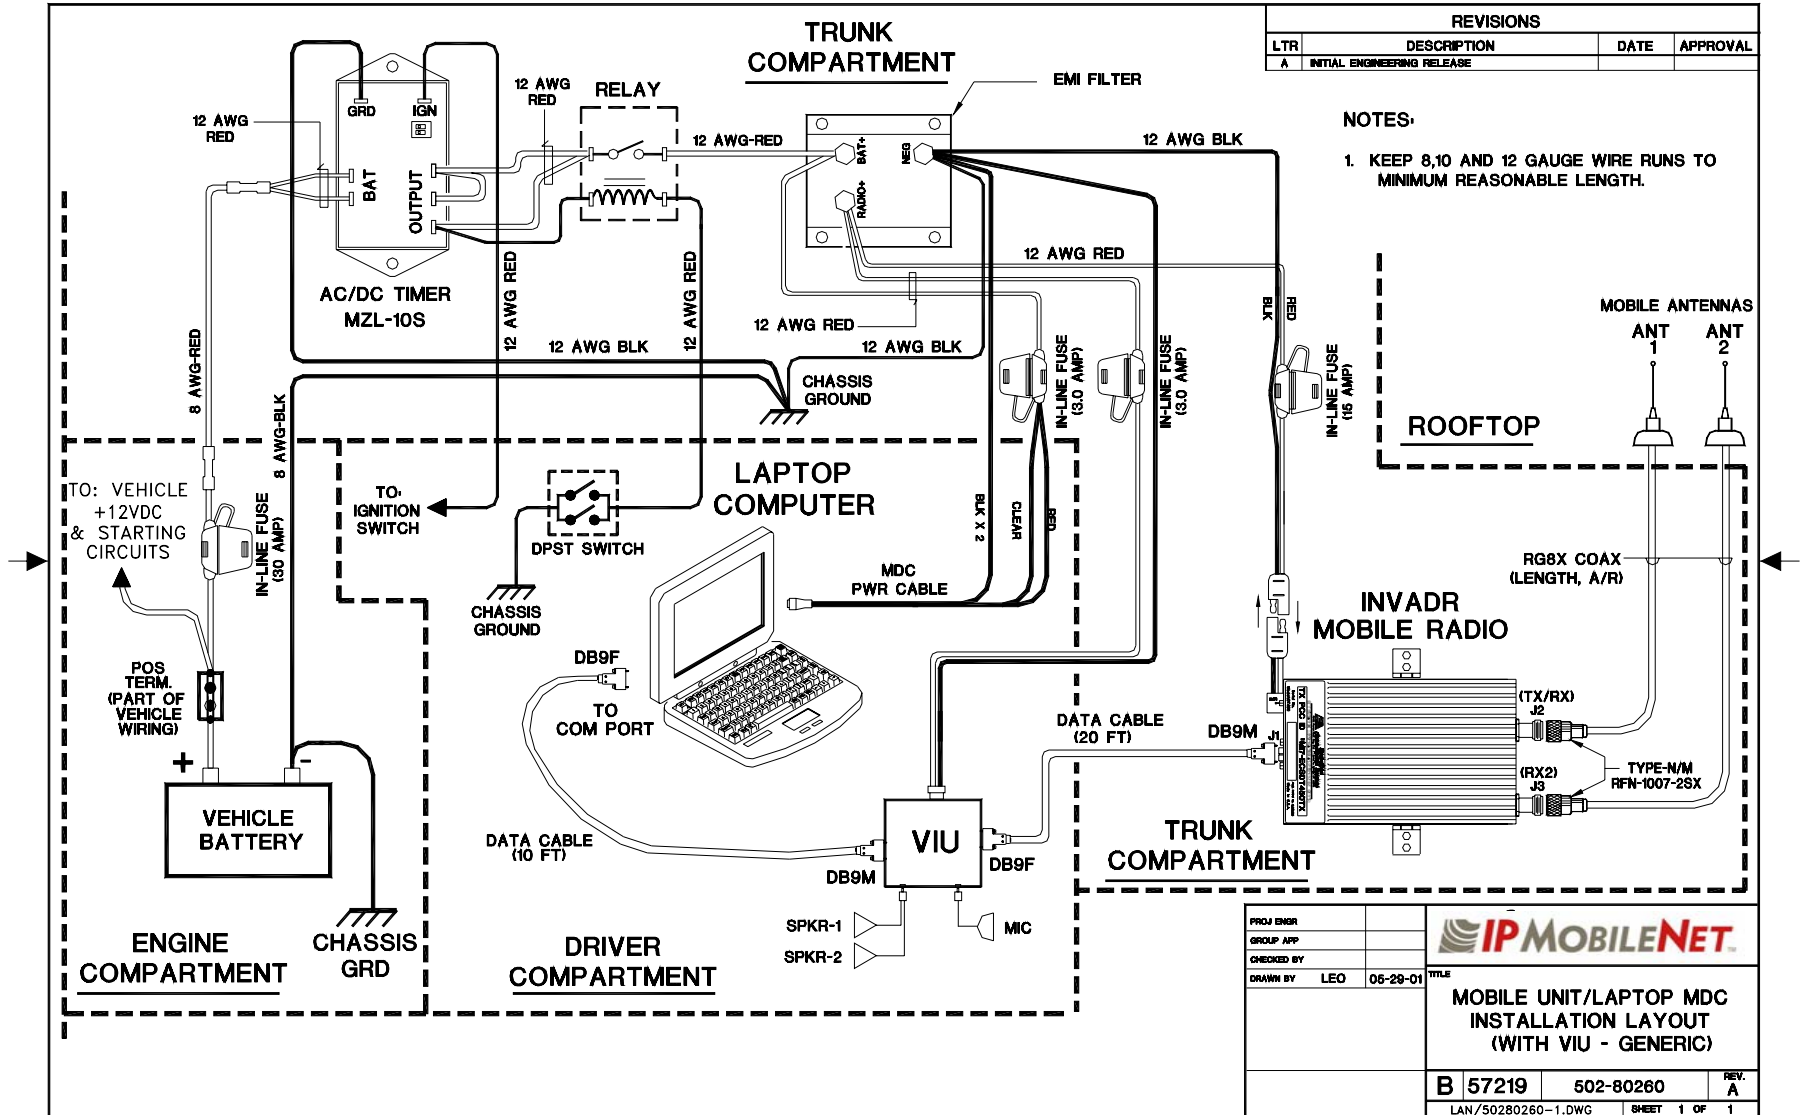 TRUNK
COMPARTMENT
REVISIONS
LTR DESCRIPTION DATE APPROVAL
A INITIAL ENGINEERING RELEASE
NOTES:
1. KEEP 8,10 AND 12 GAUGE WIRE RUNS TO
MINIMUM REASONABLE LENGTH.
EMI FILTER
12 AWG
RED
12 AWG
RED
RELAY
GRD
IGN
BAT
OUTPUT
12 AWG-RED
BAT+
NEG
RADIO+
12 AWG BLK
12 AWG RED
12 AWG RED
AC/DC TIMER
MZL-10S
12 AWG RED
12 AWG RED
12 AWG BLK
12 AWG BLK
CHASSIS
GROUND
8 AWG-RED
8 AWG-BLK
IN-LINE FUSE
(3.0 AMP)
IN-LINE FUSE
(3.0 AMP)
BLK
RED
IN-LINE FUSE
(15 AMP)
MOBILE ANTENNAS
ANT
1
ANT
2
ROOFTOP
TO: VEHICLE
+12VDC
& STARTING
CIRCUITS
IN-LINE FUSE
(30 AMP)
TO:
IGNITION
SWITCH
DPST SWITCH
CHASSIS
GROUND
LAPTOP
COMPUTER
BLK X 2
CLEAR
RED
MDC
PWR CABLE
RG8X COAX
(LENGTH, A/R)
INVADR
MOBILE RADIO
POS
TERM.
(PART OF
VEHICLE
WIRING)
+
-
VEHICLE
BATTERY
DB9F
TO
COM PORT
DATA CABLE
(20 FT)
DB9M
J1
(TX/RX)
J2
(RX2)
J3
TYPE-N/M
RFN-1007-2SX
DATA CABLE
(10 FT)
VIU
DB9M
DB9F
TRUNK
COMPARTMENT
SPKR-1
SPKR-2
MIC
CHASSIS
GRD
ENGINE
COMPARTMENT
DRIVER
COMPARTMENT
PROJ ENGR
GROUP APP
CHECKED BY
DRAWN BY LEO 05-29-01
IPMOBILENET
TITLE
MOBILE UNIT/LAPTOP MDC
INSTALLATION LAYOUT
(WITH VIU - GENERIC)
B 57219 502-80260 REV. A
LAN/50280260-1.DWG SHEET 1 OF 1